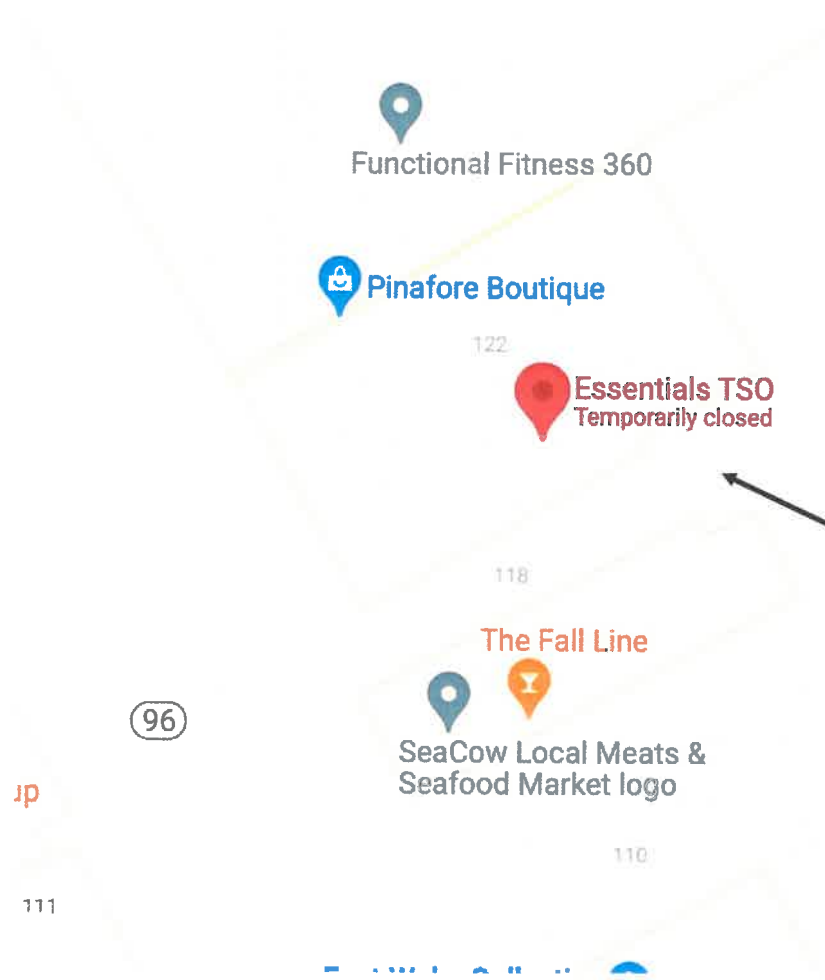 Functional Fitness 360
Pinafore Boutique
122
Essentials TSO
Temporarily closed
118
The Fall Line
96
SeaCow Local Meats &
Seafood Market logo
110
111